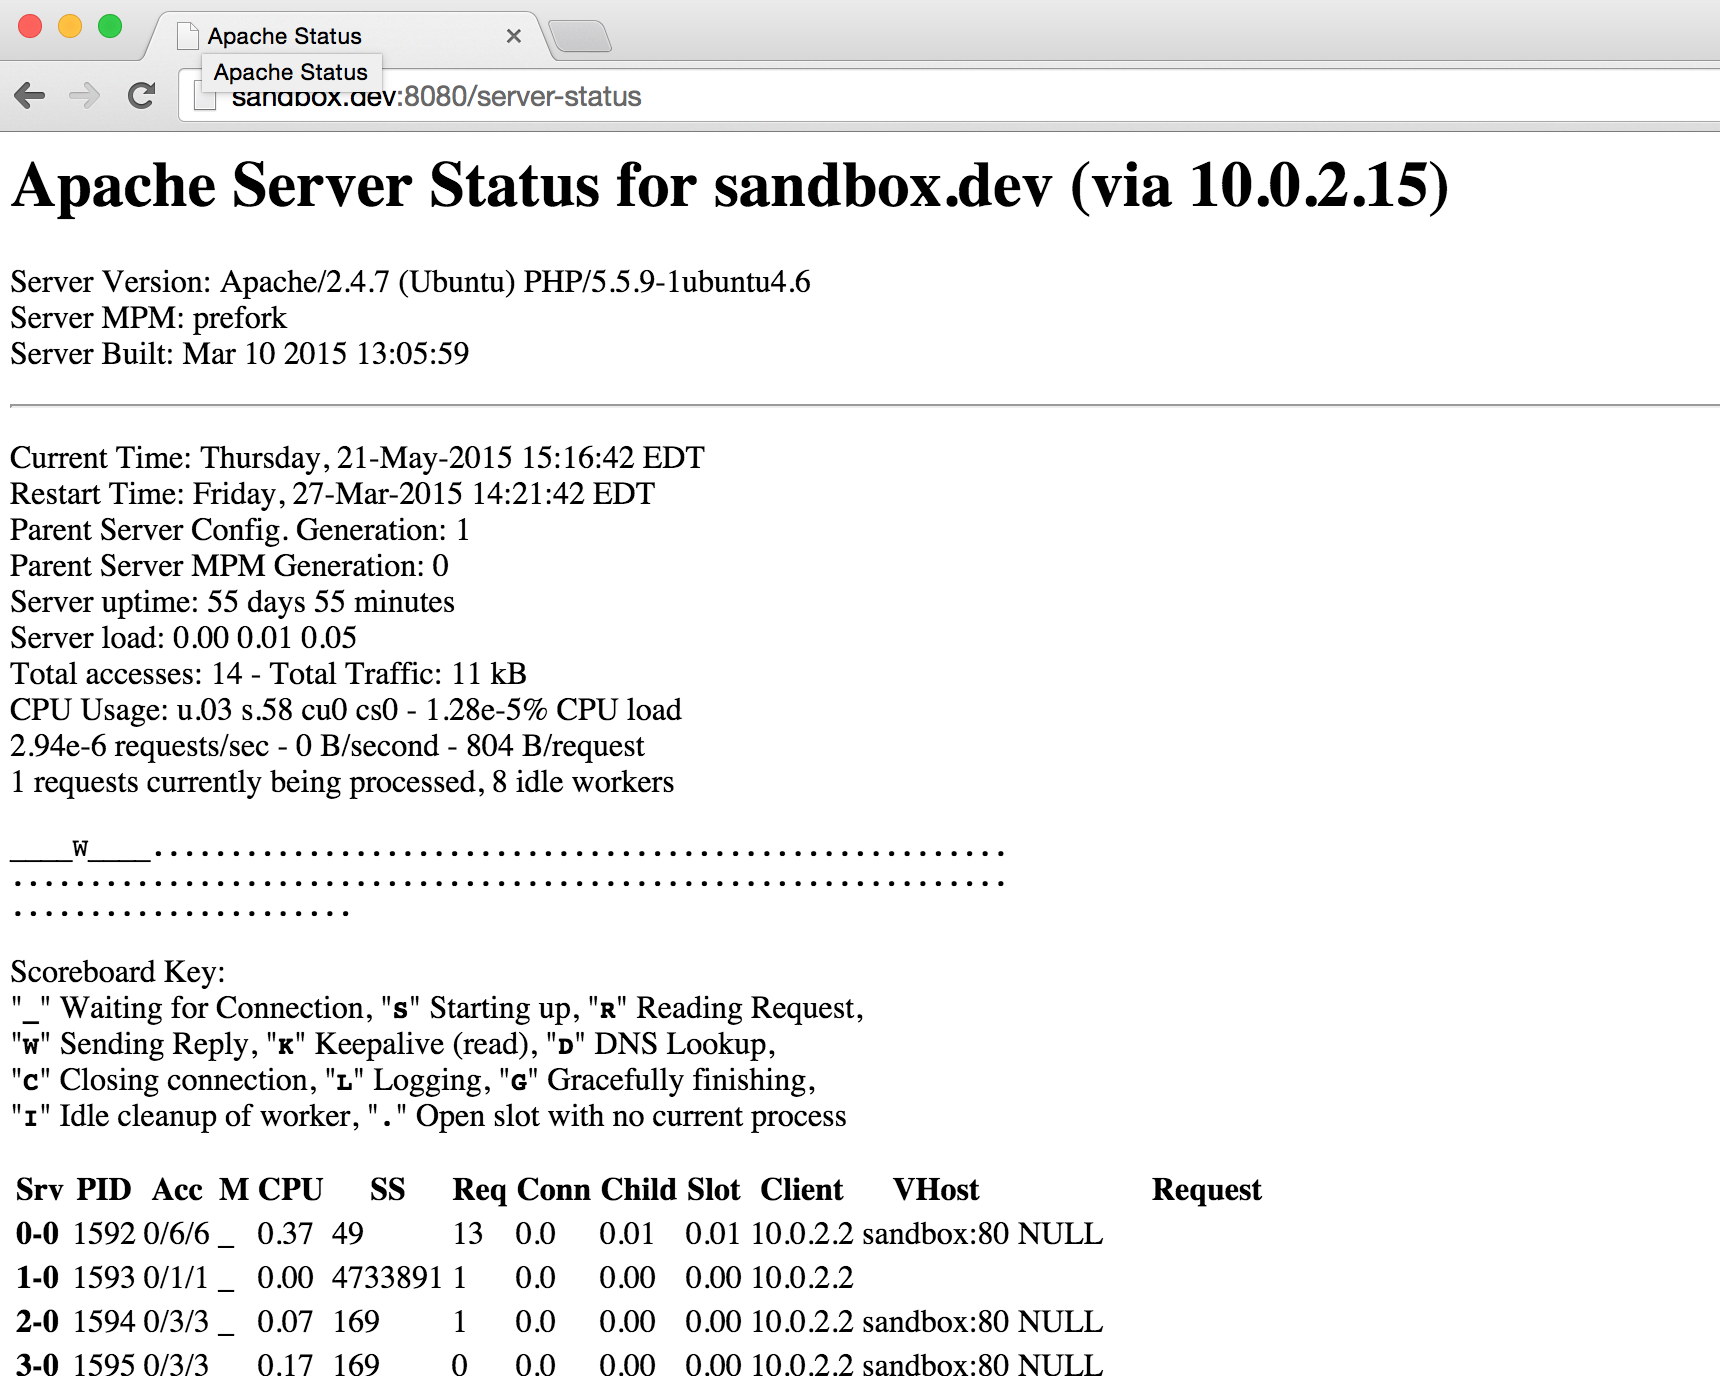 Apache Status
Apache Status
sandbox.dev:8080/server-status
Apache Server Status for sandbox.dev (via 10.0.2.15)
Server Version: Apache/2.4.7 (Ubuntu) PHP/5.5.9-1ubuntu4.6
Server MPM: prefork
Server Built: Mar 10 2015 13:05:59
Current Time: Thursday, 21-May-2015 15:16:42 EDT
Restart Time: Friday, 27-Mar-2015 14:21:42 EDT
Parent Server Config. Generation: 1
Parent Server MPM Generation: 0
Server uptime: 55 days 55 minutes
Server load: 0.00 0.01 0.05
Total accesses: 14 - Total Traffic: 11 kB
CPU Usage: u.03 s.58 cu0 cs0 - 1.28e-5% CPU load
2.94e-6 requests/sec - 0 B/second - 804 B/request
1 requests currently being processed, 8 idle workers
____W____.......................................................
................................................................
......................
Scoreboard Key:
"_" Waiting for Connection, "S" Starting up, "R" Reading Request,
"W" Sending Reply, "K" Keepalive (read), "D" DNS Lookup,
"C" Closing connection, "L" Logging, "G" Gracefully finishing,
"I" Idle cleanup of worker, "." Open slot with no current process
Srv PID Acc M CPU SS Req Conn Child Slot Client VHost Request
0-0 1592 0/6/6 _ 0.37 49 13 0.0 0.01 0.01 10.0.2.2 sandbox:80 NULL
1-0 1593 0/1/1 _ 0.00 4733891 1 0.0 0.00 0.00 10.0.2.2
2-0 1594 0/3/3 _ 0.07 169 1 0.0 0.00 0.00 10.0.2.2 sandbox:80 NULL
3-0 1595 0/3/3 0.17 169 0 0.0 0.00 0.00 10.0.2.2 sandbox:80 NULL